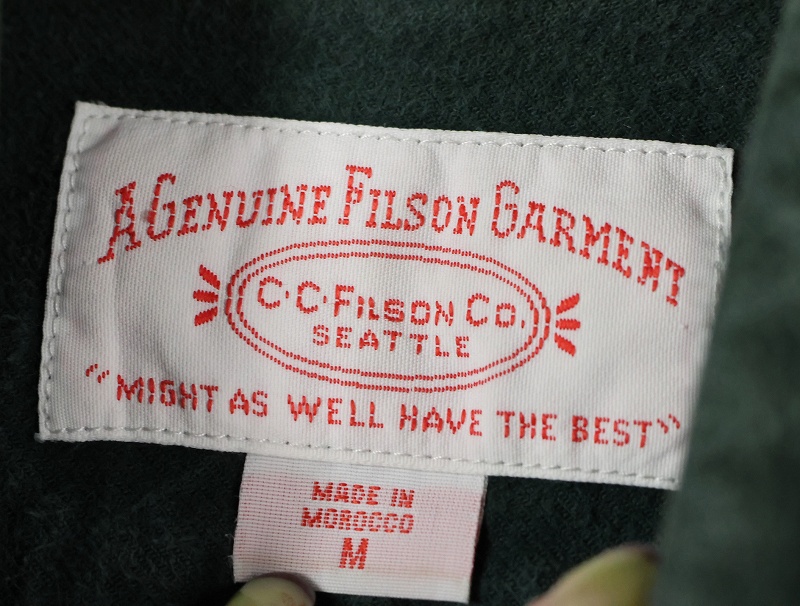 A GENUINE FILSON GARMENT
C.C. FILSON CO.
SEATTLE
"MIGHT AS WELL HAVE THE BEST"
MADE IN
MOROCCO
M